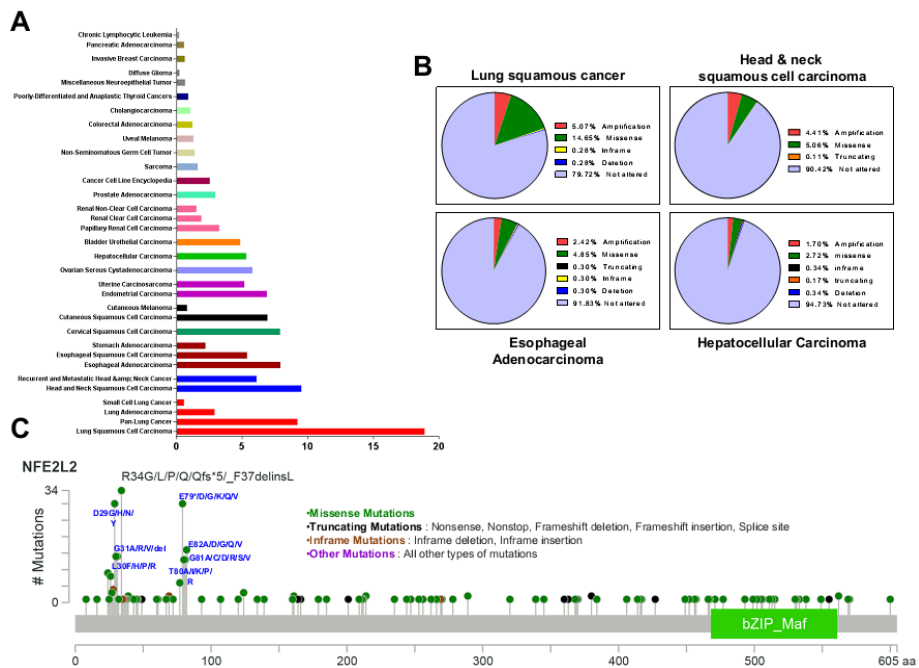 A
Chronic Lymphocytic Leukemia
Pancreatic Adenocarcinoma
Invasive Breast Carcinoma
Diffuse Glioma
Miscellaneous Neuroepithelial Tumor
Poorly-Differentiated and Anaplastic Thyroid Cancers
Cholangiocarcinoma
Colorectal Adenocarcinoma
Uveal Melanoma
Non-Seminomatous Germ Cell Tumor
Sarcoma
Cancer Cell Line Encyclopedia
Prostate Adenocarcinoma
Renal Non-Clear Cell Carcinoma
Renal Clear Cell Carcinoma
Papillary Renal Cell Carcinoma
Bladder Urothelial Carcinoma
Hepatocellular Carcinoma
Ovarian Serous Cystadenocarcinoma
Uterine Carcinosarcoma
Endometrial Carcinoma
Cutaneous Melanoma
Cutaneous Squamous Cell Carcinoma
Cervical Squamous Cell Carcinoma
Stomach Adenocarcinoma
Esophageal Squamous Cell Carcinoma
Esophageal Adenocarcinoma
Recurrent and Metastatic Head &amp; Neck Cancer
Head and Neck Squamous Cell Carcinoma
Small Cell Lung Cancer
Lung Adenocarcinoma
Pan-Lung Cancer
Lung Squamous Cell Carcinoma
0 5 10 15 20
B
Lung squamous cancer
5.07% Amplification
14.65% Missense
0.28% Inframe
0.28% Deletion
79.72% Not altered
Head & neck
squamous cell carcinoma
4.41% Amplification
5.06% Missense
0.11% Truncating
90.42% Not altered
2.42% Amplification
4.85% Missense
0.30% Truncating
0.30% Inframe
0.30% Deletion
91.83% Not altered
Esophageal
Adenocarcinoma
1.70% Amplification
2.72% missense
0.34% inframe
0.17% truncating
0.34% Deletion
94.73% Not altered
Hepatocellular Carcinoma
C
NFE2L2
R34G/L/P/Q/Qfs*5/_F37delinsL
# Mutations
34
0
D29G/H/N/
Y
G31A/R/V/del
L30F/H/P/R
E79*/D/G/K/Q/V
E82A/D/G/Q/V
G81A/C/D/R/S/V
T80A/I/K/P/
R
•Missense Mutations
•Truncating Mutations : Nonsense, Nonstop, Frameshift deletion, Frameshift insertion, Splice site
•Inframe Mutations : Inframe deletion, Inframe insertion
•Other Mutations : All other types of mutations
bZIP_Maf
0 100 200 300 400 500 605 aa